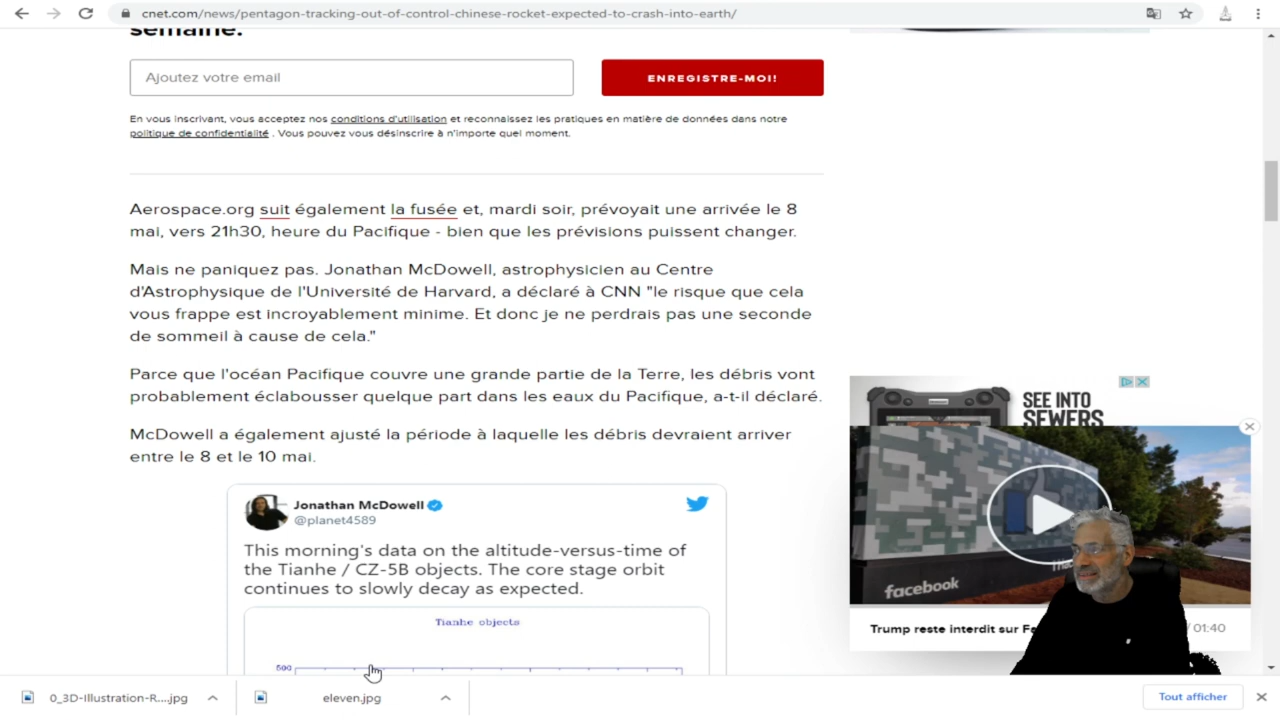 cnet.com/news/pentagon-tracking-out-of-control-chinese-rocket-expected-to-crash-into-earth/
semaine.
Ajoutez votre email
ENREGISTRE-MOI!
En vous inscrivant, vous acceptez nos conditions d'utilisation et reconnaissez les pratiques en matière de données dans notre
politique de confidentialité . Vous pouvez vous désinscrire à n'importe quel moment.
Aerospace.org suit également la fusée et, mardi soir, prévoyait une arrivée le 8
mai, vers 21h30, heure du Pacifique - bien que les prévisions puissent changer.
Mais ne paniquez pas. Jonathan McDowell, astrophysicien au Centre
d'Astrophysique de l'Université de Harvard, a déclaré à CNN "le risque que cela
vous frappe est incroyablement minime. Et donc je ne perdrais pas une seconde
de sommeil à cause de cela."
Parce que l'océan Pacifique couvre une grande partie de la Terre, les débris vont
probablement éclabousser quelque part dans les eaux du Pacifique, a-t-il déclaré.
McDowell a également ajusté la période à laquelle les débris devraient arriver
entre le 8 et le 10 mai.
Jonathan McDowell
@planet4589
This morning's data on the altitude-versus-time of
the Tianhe / CZ-5B objects. The core stage orbit
continues to slowly decay as expected.
Tianhe objects
500
SEE INTO
SEWERS
facebook
Trump reste interdit sur
/ 01:40
0_3D-Illustration-R....jpg
eleven.jpg
Tout afficher